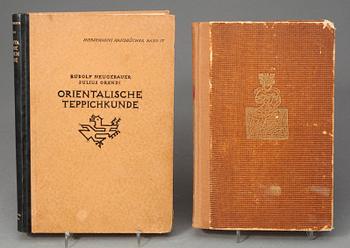 HIERSEMANNS HANDBÜCHER, BAND IV
RUDOLF NEUGEBAUER
JULIUS ORENDI
ORIENTALISCHE
TEPPICHKUNDE